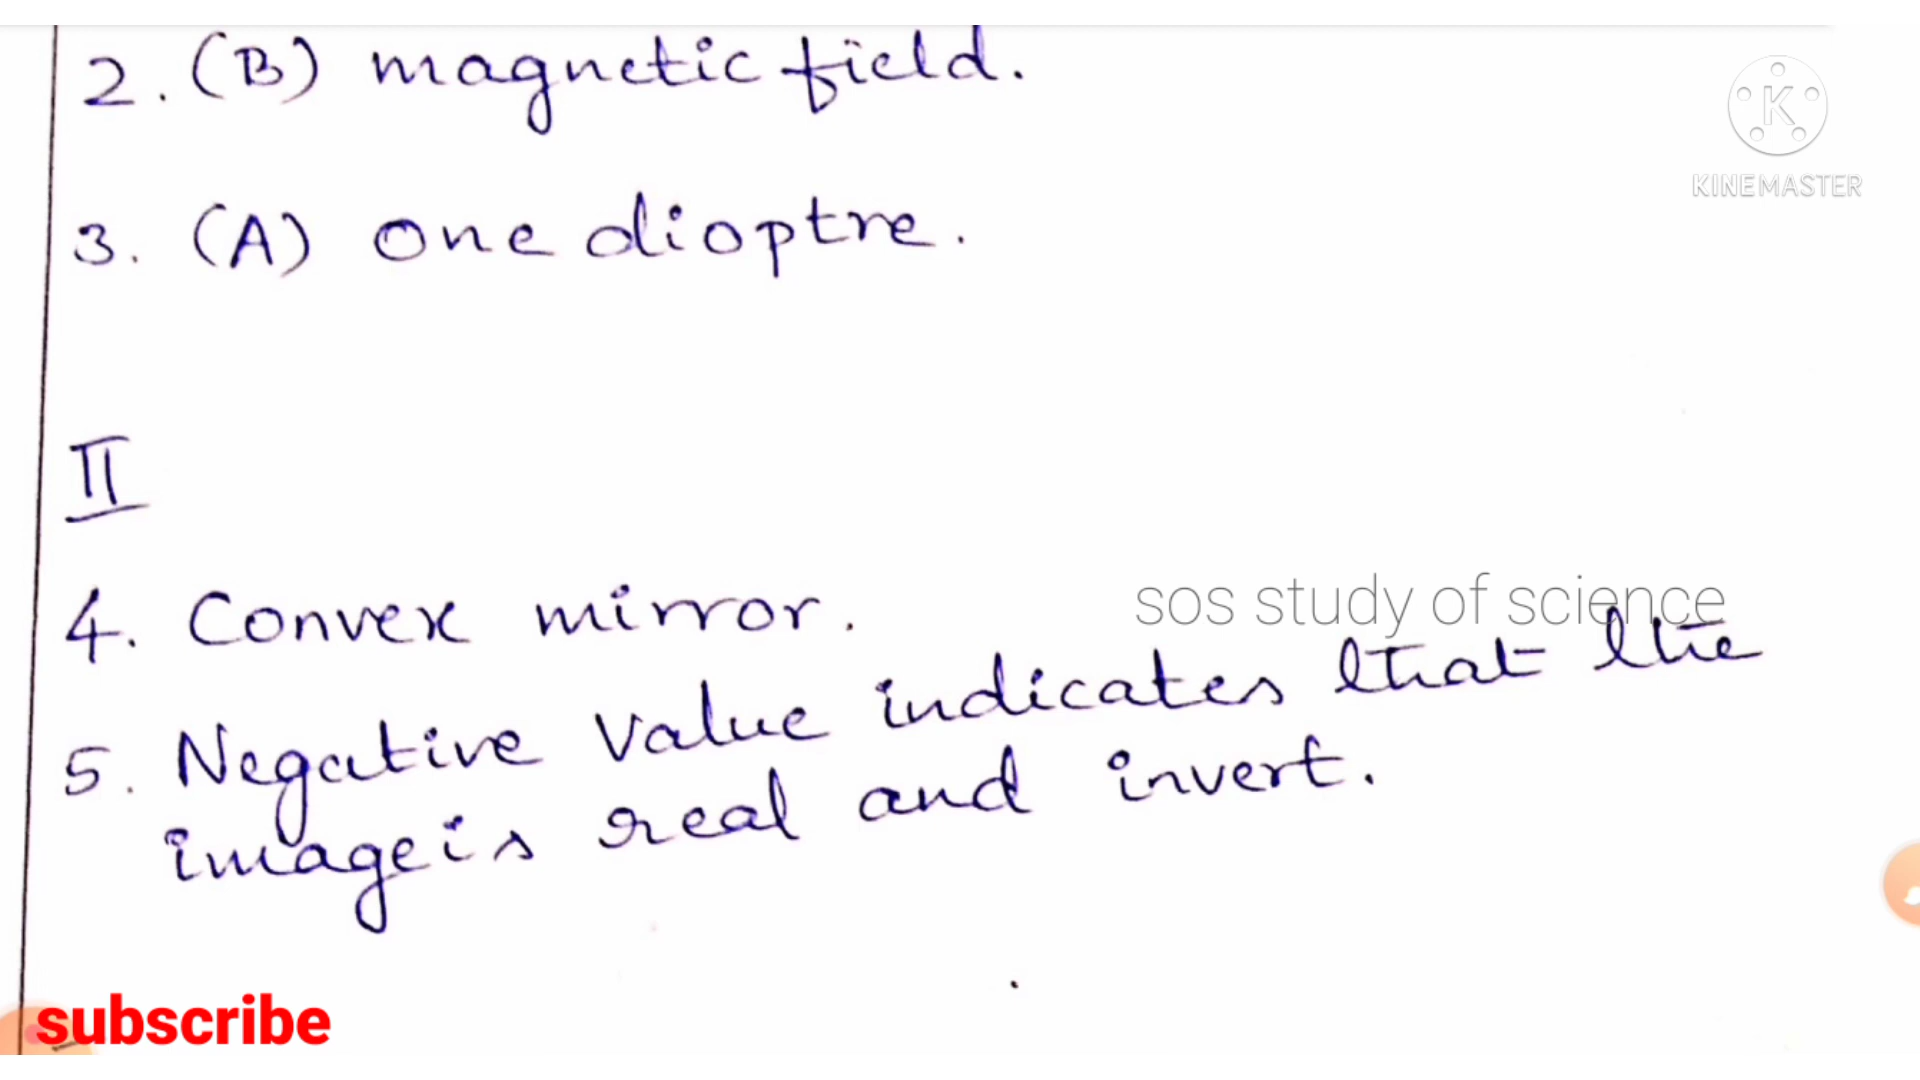 2. (B) magnetic field.
K
KINEMASTER
3. (A) one dioptre.
II
4. Convex mirror.
sos study of science
5. Negative value indicates that the
image is real and invert.
subscribe